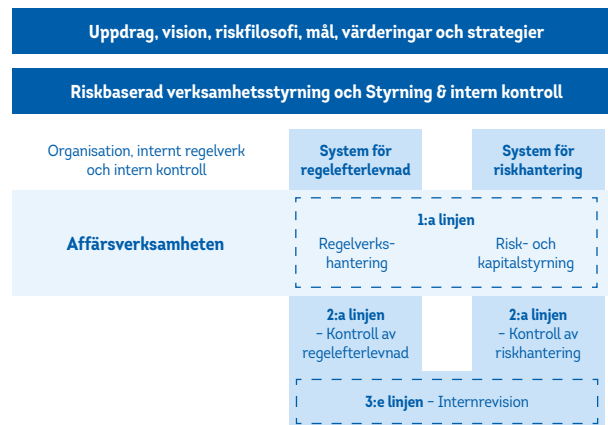 Uppdrag, vision, riskfilosofi, mål, värderingar och strategier
Riskbaserad verksamhetsstyrning och Styrning & intern kontroll
Organisation, internt regelverk
och intern kontroll
System för
regelefterlevnad
System för
riskhantering
Affärsverksamheten
1:a linjen
Regelverks-
hantering
Risk- och
kapitalstyrning
2:a linjen
– Kontroll av
regelefterlevnad
2:a linjen
– Kontroll av
riskhantering
3:e linjen – Internrevision